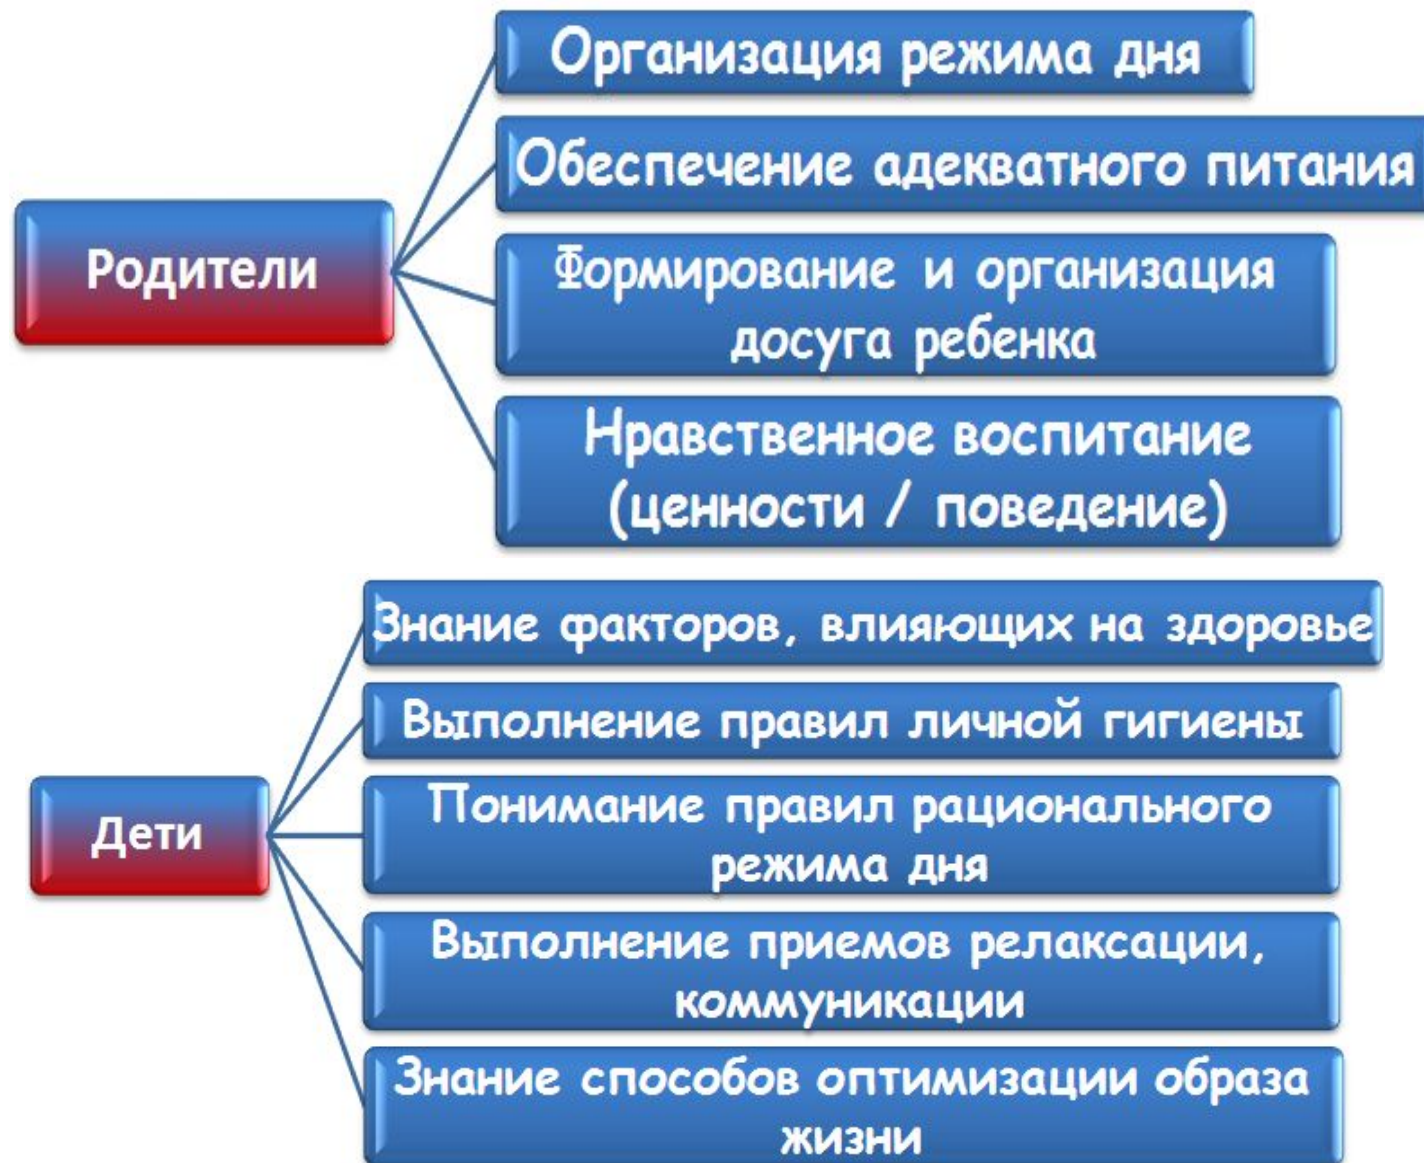 Родители
Организация режима дня
Обеспечение адекватного питания
Формирование и организация
досуга ребенка
Нравственное воспитание
(ценности / поведение)
Дети
Знание факторов, влияющих на здоровье
Выполнение правил личной гигиены
Понимание правил рационального
режима дня
Выполнение приемов релаксации,
коммуникации
Знание способов оптимизации образа
жизни